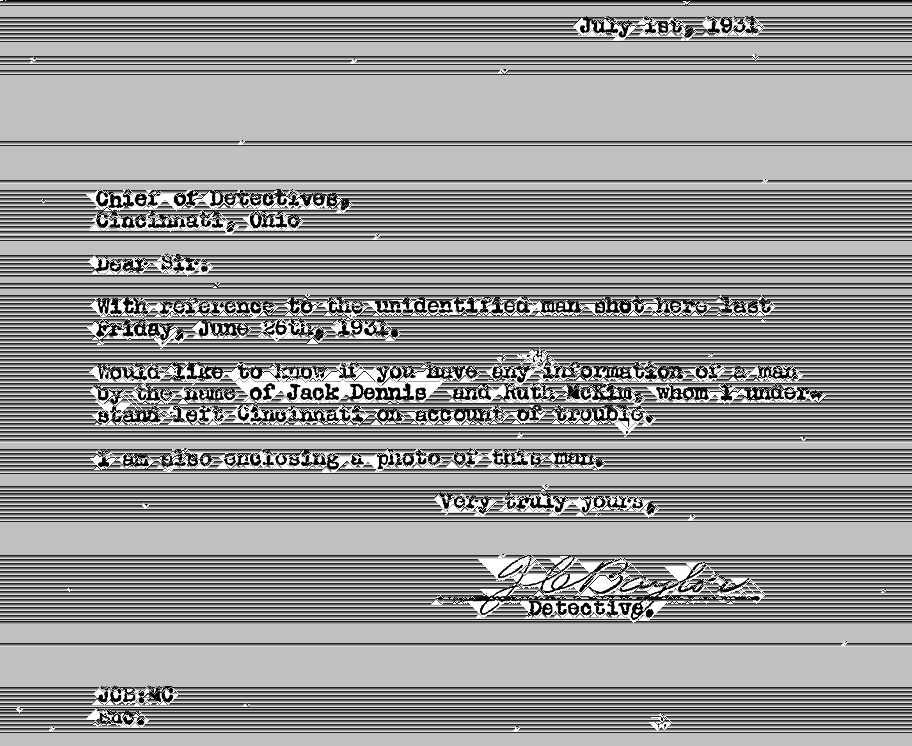 July 1st, 1931
Chief of Detectives,
Cincinnati, Ohio
Dear Sir:
With reference to the unidentified man shot here last
Friday, June 26th, 1931.
Would like to know if you have any information of a man
by the name of Jack Dennis and Ruth McKim, whom I under-
stand left Cincinnati on account of trouble.
I am also enclosing a photo of this man.
Very truly yours,
J C Baylor
Detective.
JCB:MC
Enc.